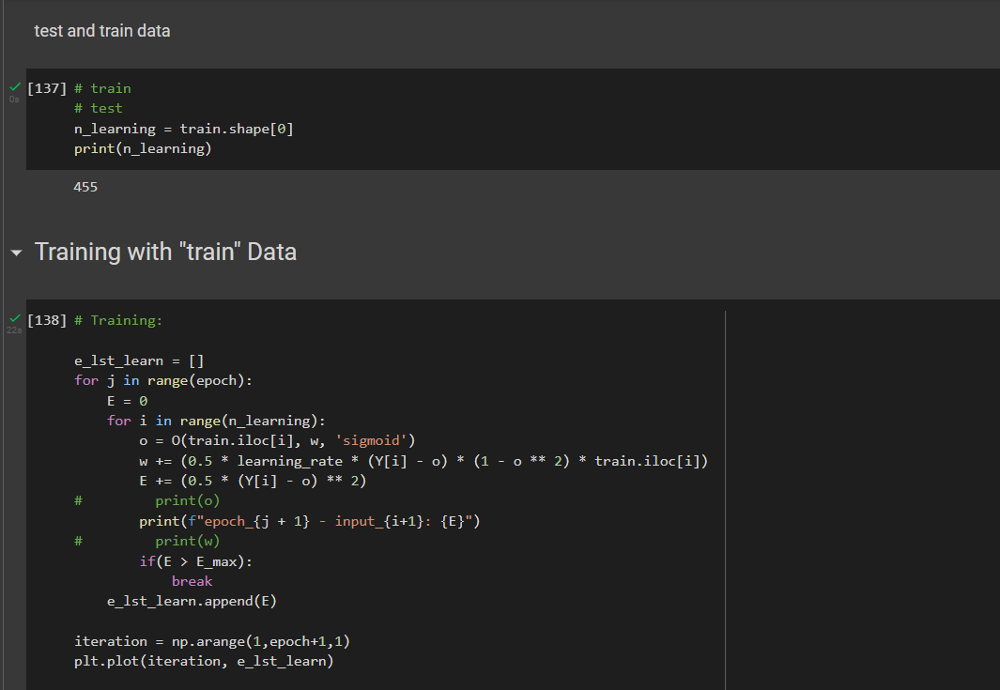 test and train data
[137] # train
# test
n_learning = train.shape[0]
print(n_learning)
0s
455
Training with "train" Data
[138] # Training:
22s
e_lst_learn = []
for j in range(epoch):
    E = 0
    for i in range(n_learning):
        o = O(train.iloc[i], w, 'sigmoid')
        w += (0.5 * learning_rate * (Y[i] - o) * (1 - o ** 2) * train.iloc[i])
        E += (0.5 * (Y[i] - o) ** 2)
#         print(o)
        print(f"epoch_{j + 1} - input_{i+1}: {E}")
#         print(w)
        if(E > E_max):
            break
    e_lst_learn.append(E)
iteration = np.arange(1,epoch+1,1)
plt.plot(iteration, e_lst_learn)